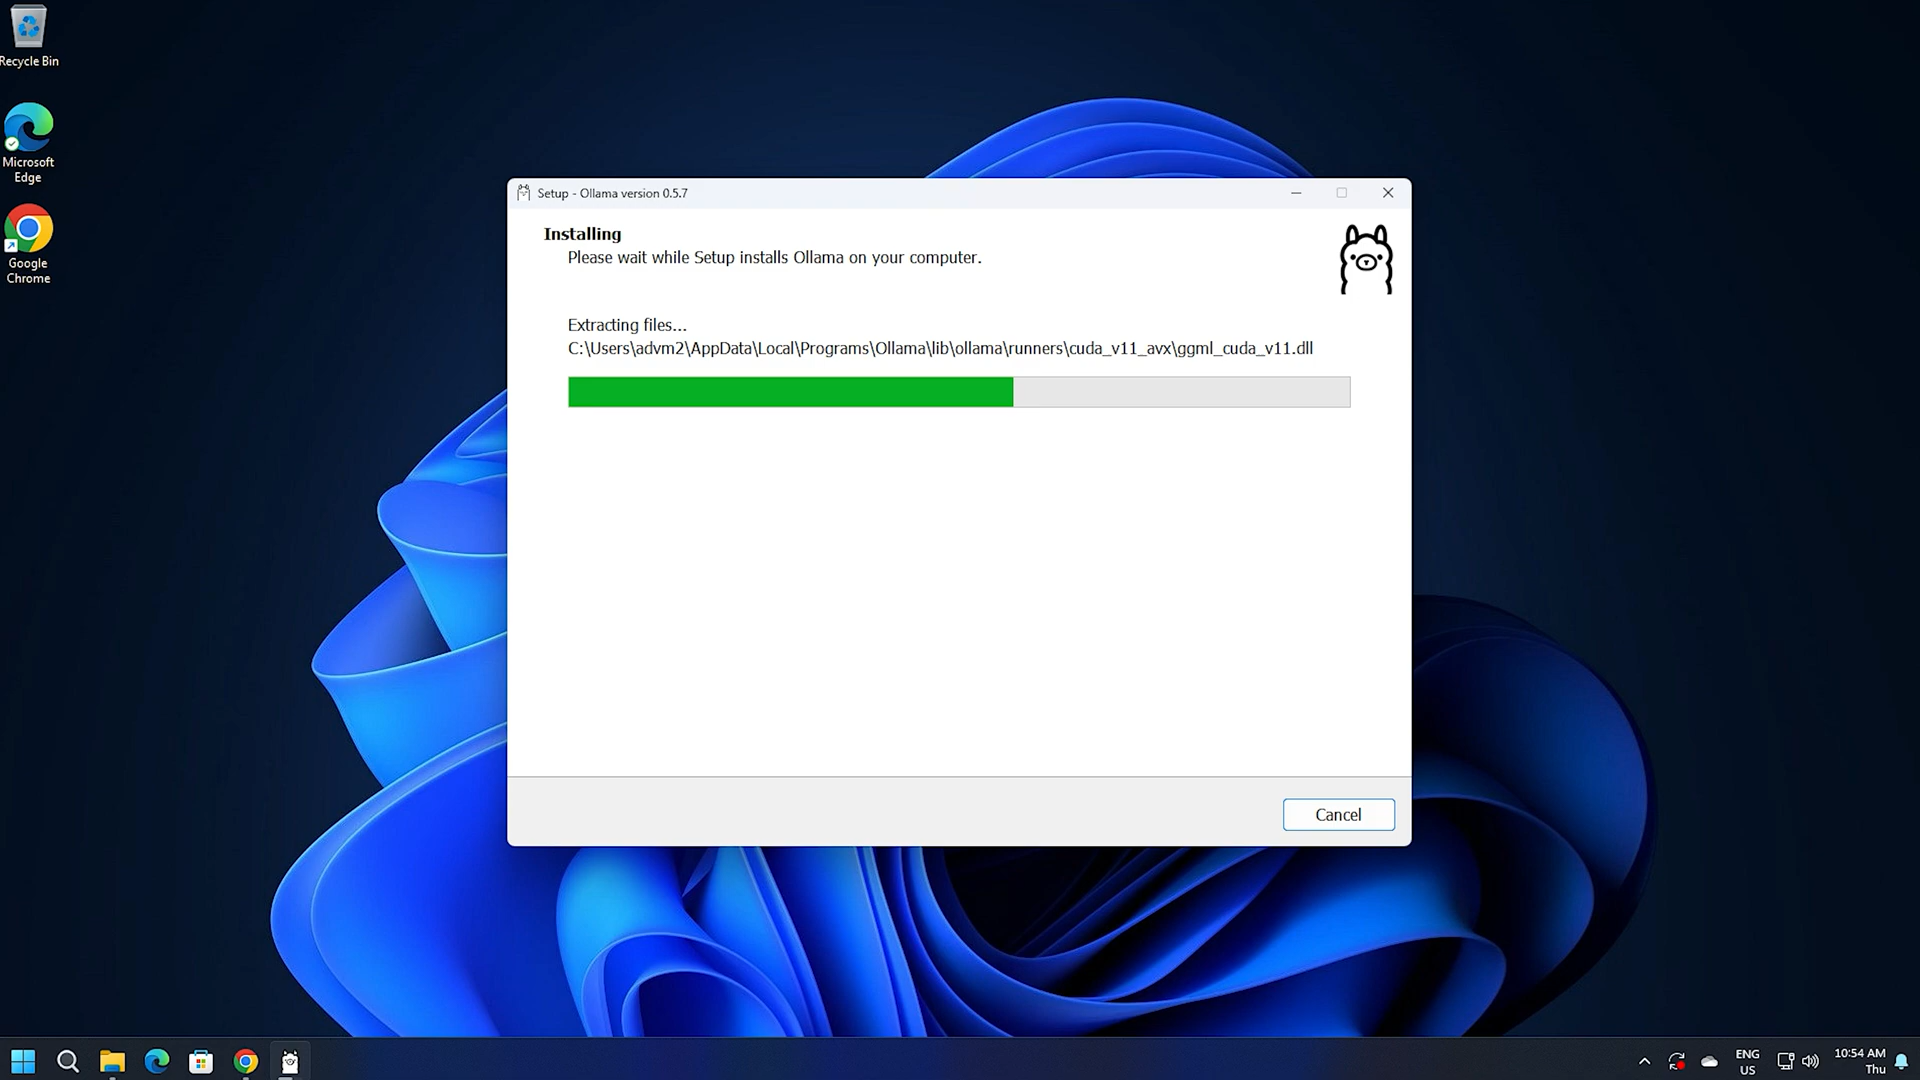 Recycle Bin
Microsoft
Edge
Google
Chrome
Setup - Ollama version 0.5.7
Installing
Please wait while Setup installs Ollama on your computer.
Extracting files...
C:\Users\advm2\AppData\Local\Programs\Ollama\lib\ollama\runners\cuda_v11_avx\ggml_cuda_v11.dll
Cancel
ENG
US
10:54 AM
Thu